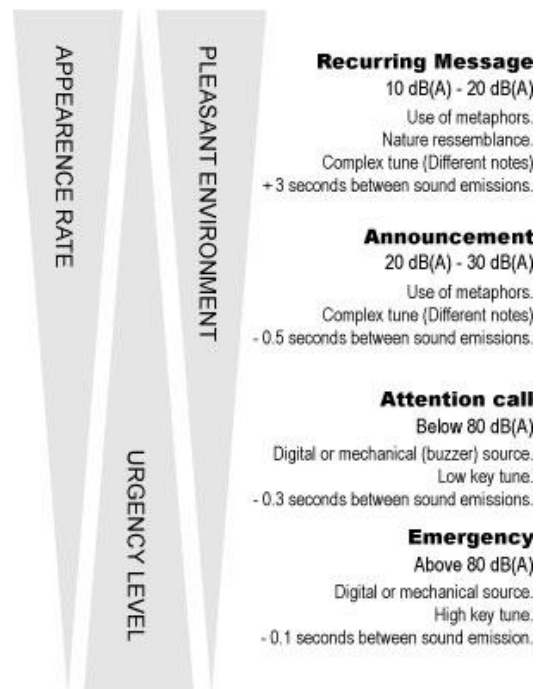 APPEARENCE RATE
URGENCY LEVEL
PLEASANT ENVIRONMENT
Recurring Message
10 dB(A) - 20 dB(A)
Use of metaphors.
Nature ressemblance.
Complex tune (Different notes)
+ 3 seconds between sound emissions.
Announcement
20 dB(A) - 30 dB(A)
Use of metaphors.
Complex tune (Different notes)
- 0.5 seconds between sound emissions.
Attention call
Below 80 dB(A)
Digital or mechanical (buzzer) source.
Low key tune.
- 0.3 seconds between sound emissions.
Emergency
Above 80 dB(A)
Digital or mechanical source.
High key tune.
- 0.1 seconds between sound emission.